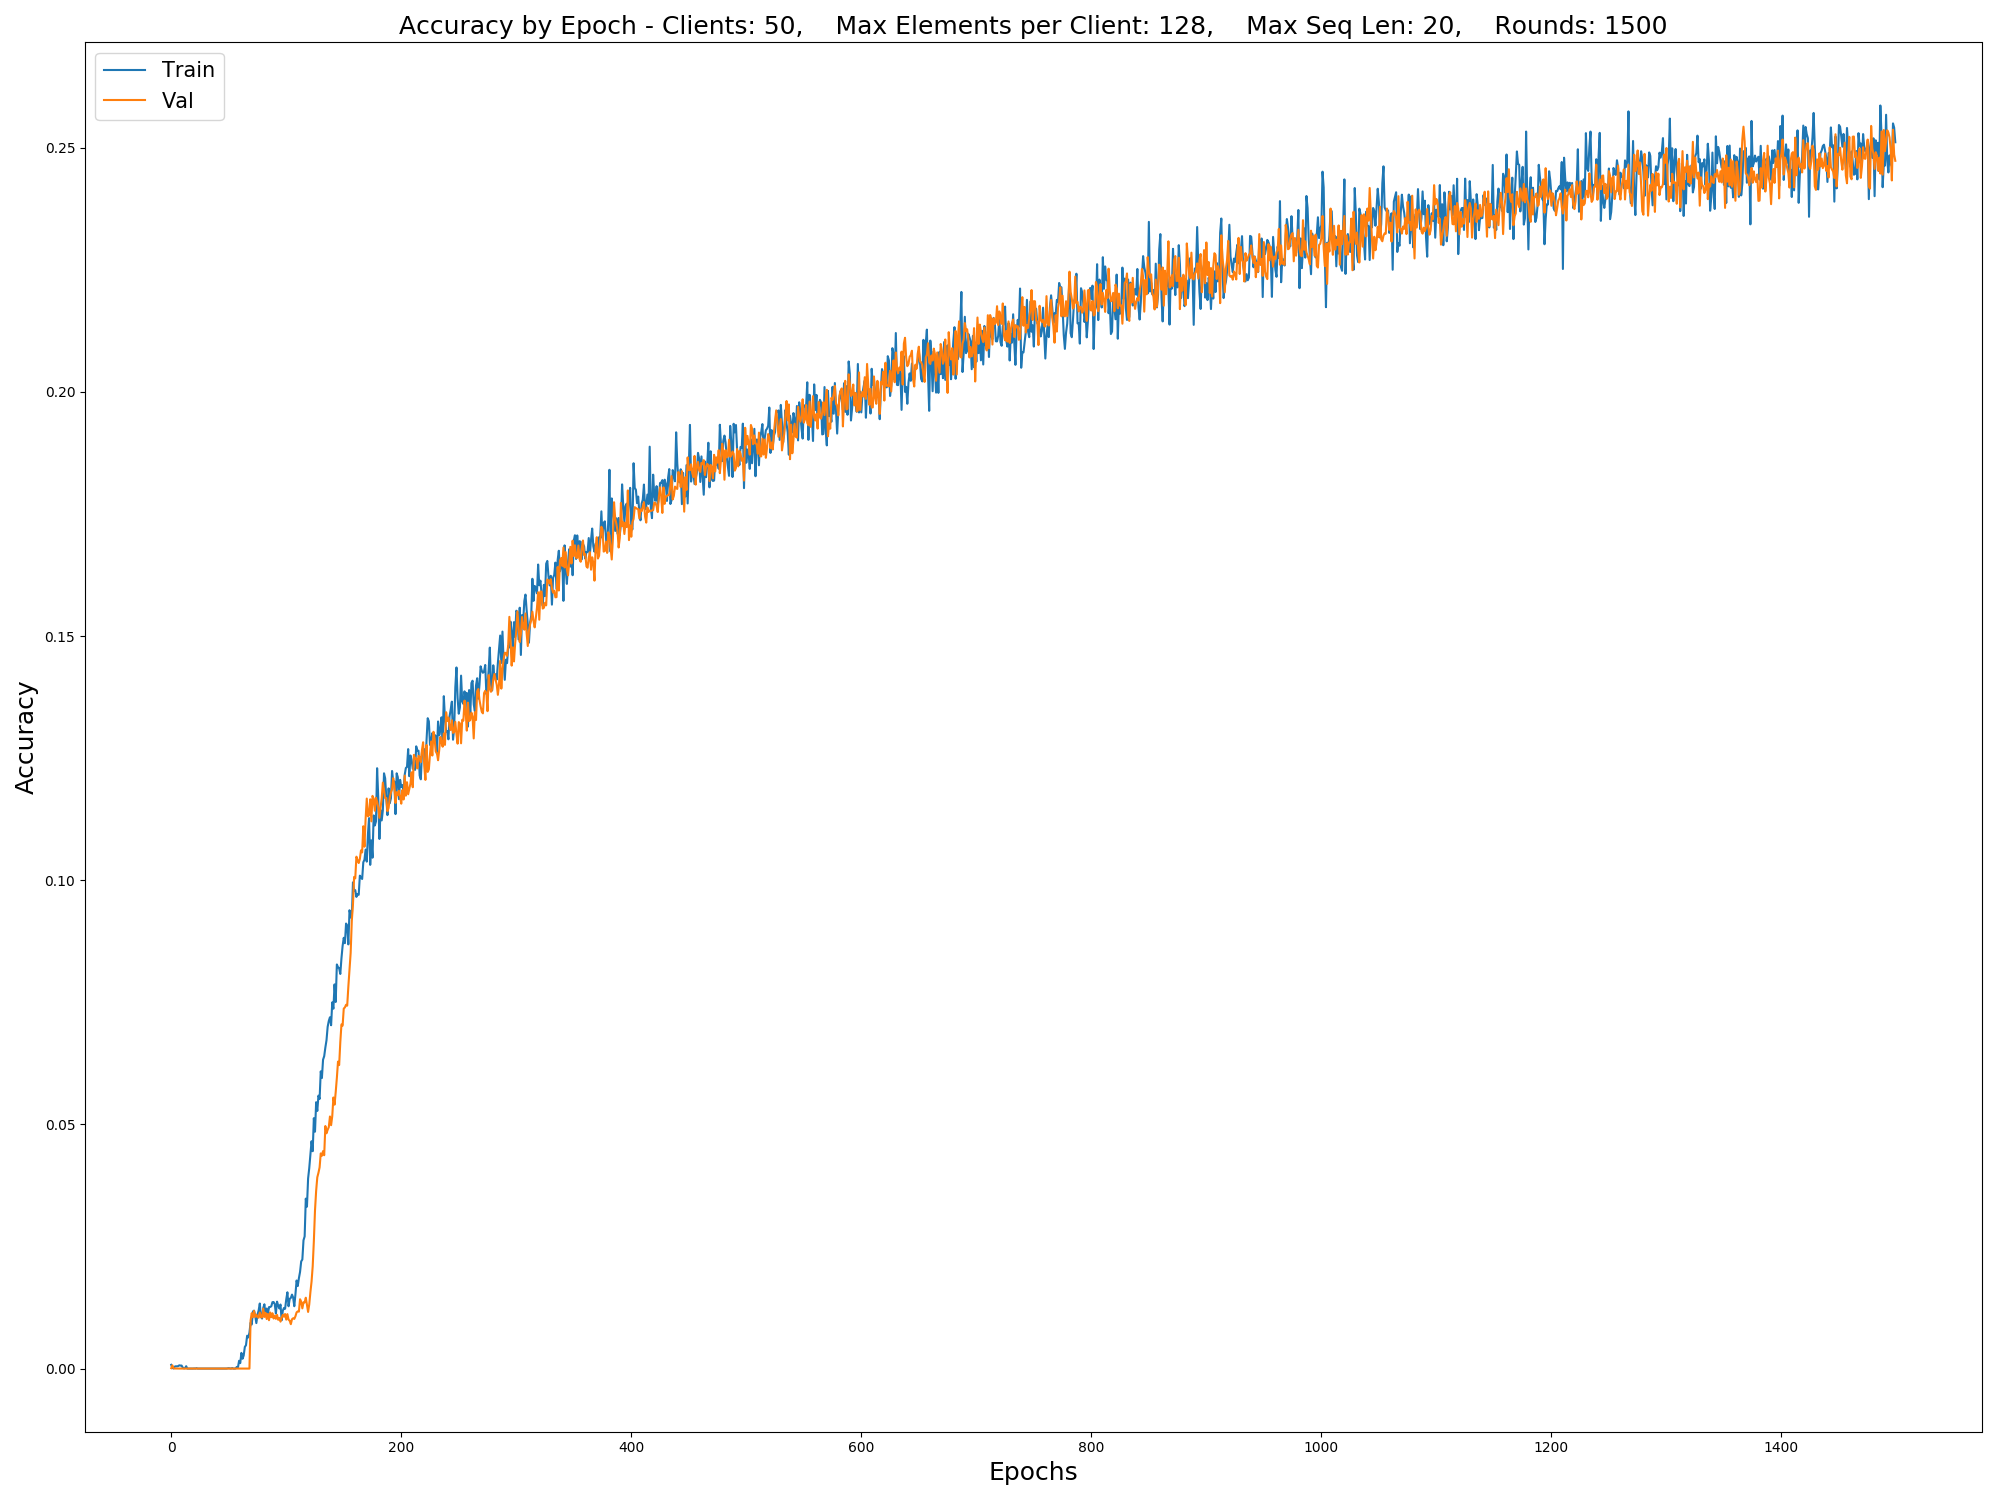 Accuracy by Epoch - Clients: 50,    Max Elements per Client: 128,    Max Seq Len: 20,    Rounds: 1500
Train
Val
0.25
0.20
0.15
0.10
0.05
0.00
Accuracy
0 200 400 600 800 1000 1200 1400
Epochs